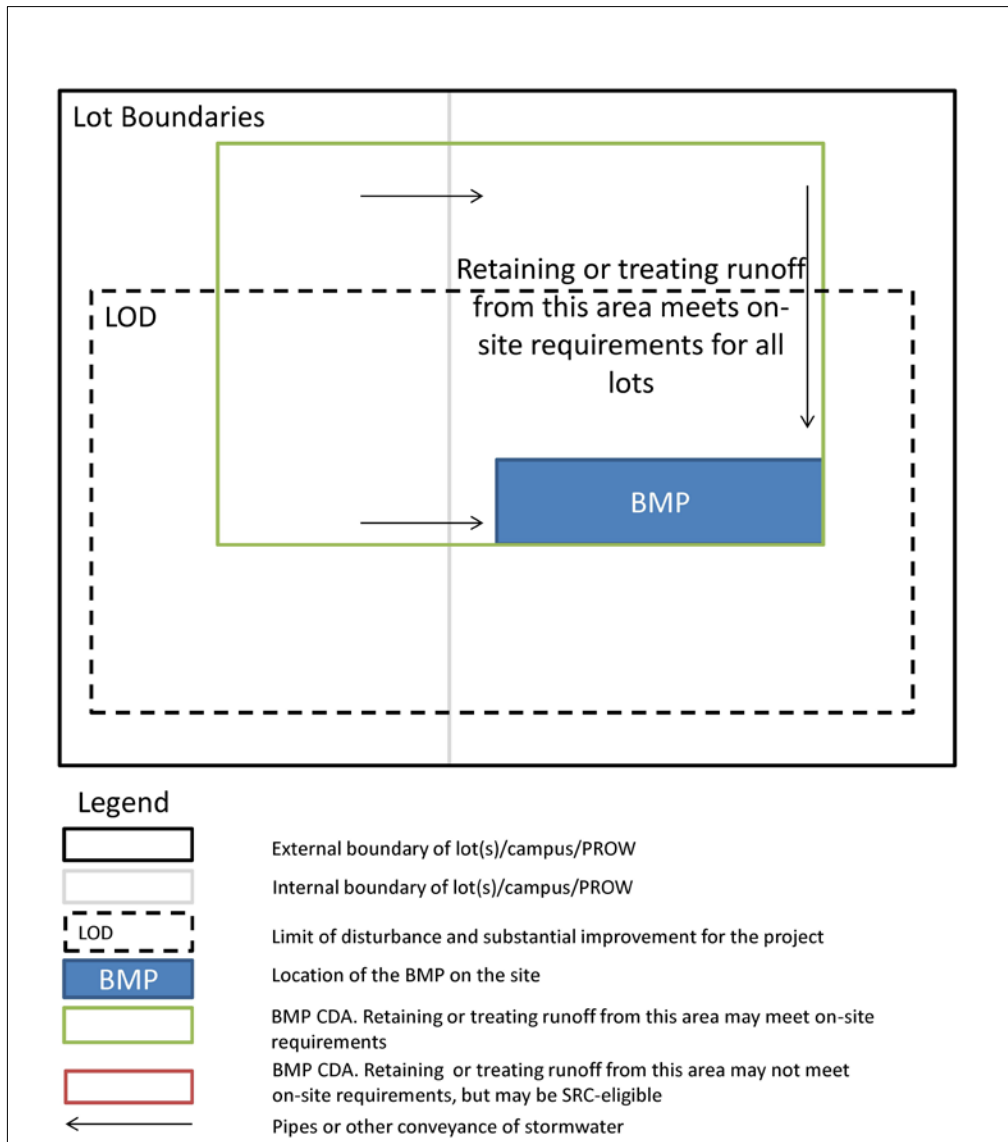 Lot Boundaries
Retaining or treating runoff
from this area meets on-
site requirements for all
lots
LOD
BMP
Legend
External boundary of lot(s)/campus/PROW
Internal boundary of lot(s)/campus/PROW
LOD
Limit of disturbance and substantial improvement for the project
BMP
Location of the BMP on the site
BMP CDA. Retaining or treating runoff from this area may meet on-site
requirements
BMP CDA. Retaining or treating runoff from this area may not meet
on-site requirements, but may be SRC-eligible
Pipes or other conveyance of stormwater